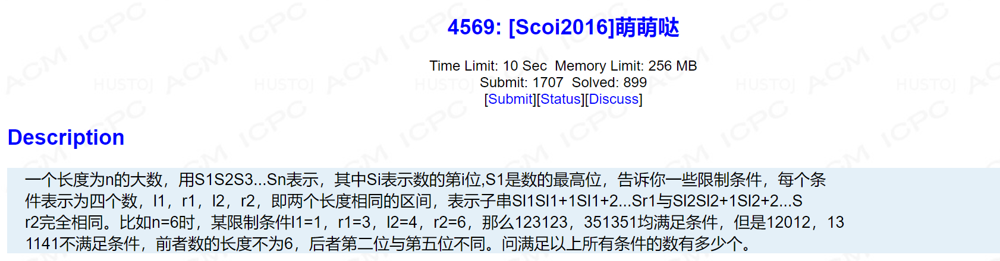 4569: [Scoi2016]萌萌哒
Time Limit: 10 Sec  Memory Limit: 256 MB
Submit: 1707  Solved: 899
[Submit][Status][Discuss]
Description
一个长度为n的大数，用S1S2S3...Sn表示，其中Si表示数的第i位,S1是数的最高位，告诉你一些限制条件，每个条
件表示为四个数，l1，r1，l2，r2，即两个长度相同的区间，表示子串Sl1Sl1+1Sl1+2...Sr1与Sl2Sl2+1Sl2+2...S
r2完全相同。比如n=6时，某限制条件l1=1，r1=3，l2=4，r2=6，那么123123，351351均满足条件，但是12012，13
1141不满足条件，前者数的长度不为6，后者第二位与第五位不同。问满足以上所有条件的数有多少个。
ACM ICPC
HUSTOJ